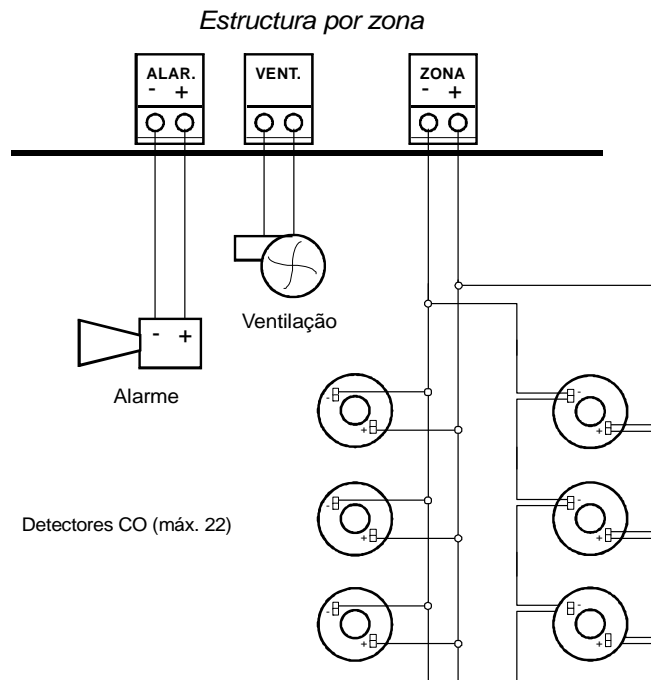 Estructura por zona
ALAR.
- +
VENT.
ZONA
- +
- +
Alarme
Ventilação
Detectores CO (máx. 22)
-
+
-
+
-
+
-
+
-
+
-
+